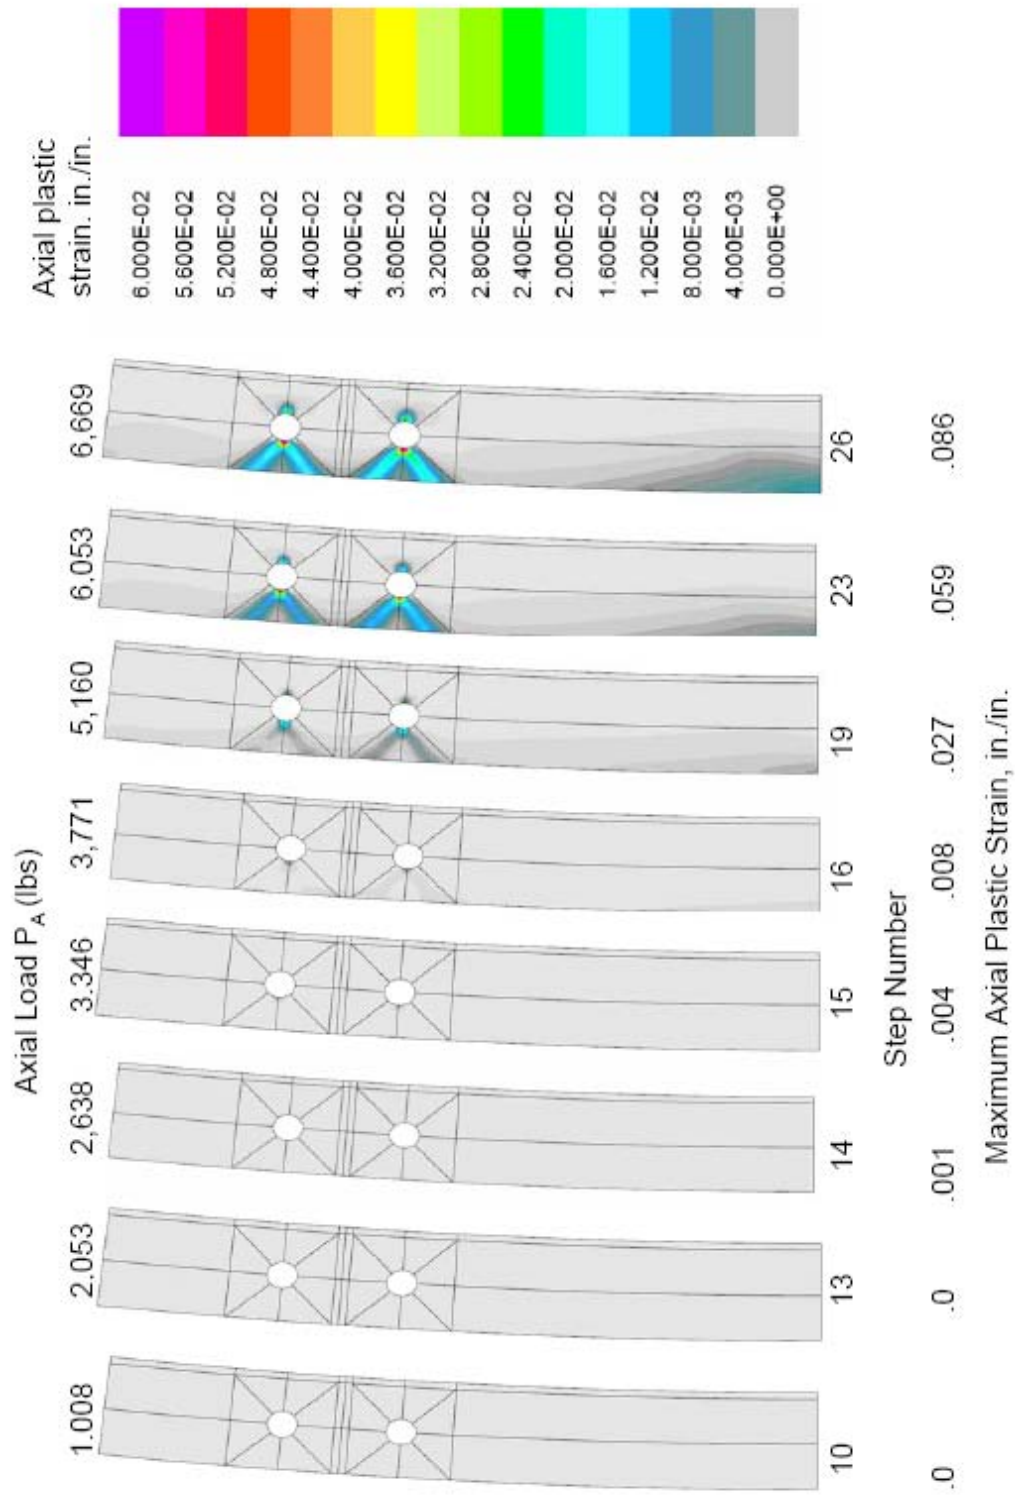 Axial Load P_A (lbs)
1.008
2.053
2,638
3.346
3,771
5,160
6,053
6,669
10
13
14
15
16
19
23
26
Step Number
.0
.0
.001
.004
.008
.027
.059
.086
Maximum Axial Plastic Strain, in./in.
Axial plastic
strain. in./in.
6.000E-02
5.600E-02
5.200E-02
4.800E-02
4.400E-02
4.000E-02
3.600E-02
3.200E-02
2.800E-02
2.400E-02
2.000E-02
1.600E-02
1.200E-02
8.000E-03
4.000E-03
0.000E+00